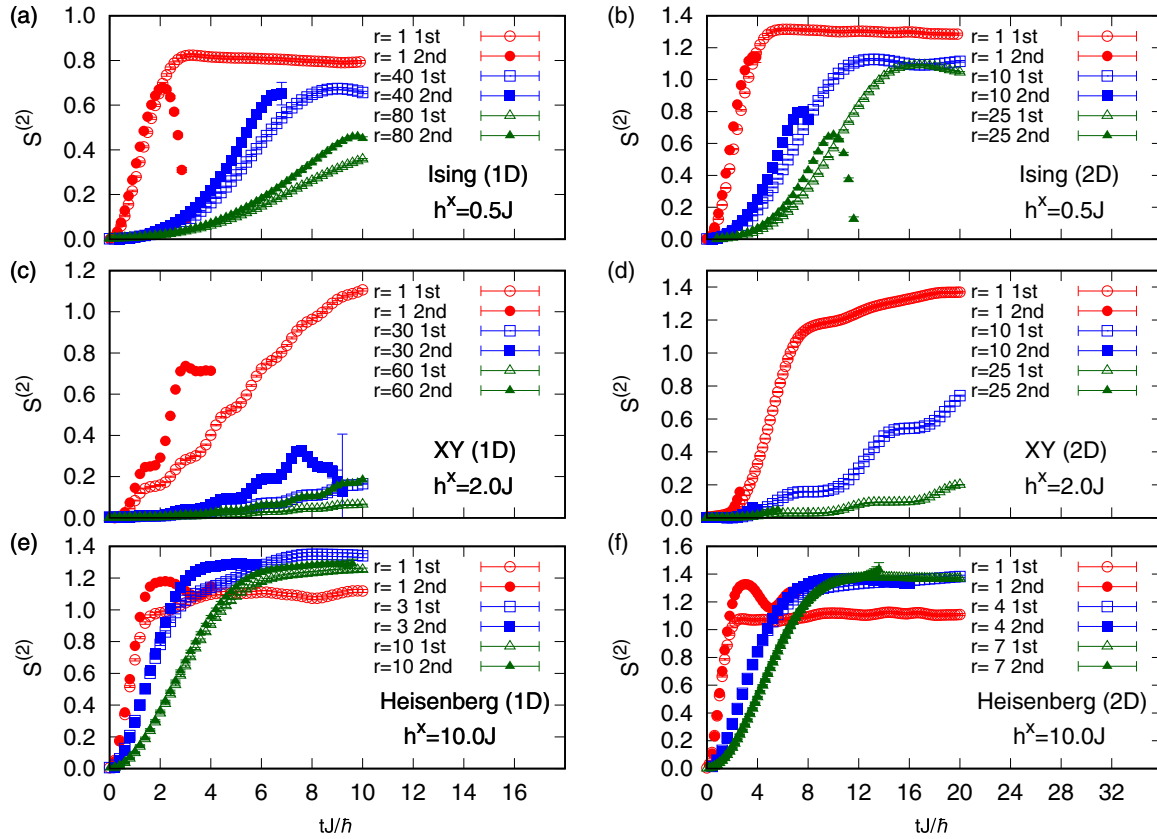 (a)
S(2)
1.0
0.8
0.6
0.4
0.2
0.0
r= 1 1st
r= 1 2nd
r=40 1st
r=40 2nd
r=80 1st
r=80 2nd
Ising (1D)
hx=0.5J
(b)
S(2)
1.4
1.2
1.0
0.8
0.6
0.4
0.2
0.0
r= 1 1st
r= 1 2nd
r=10 1st
r=10 2nd
r=25 1st
r=25 2nd
Ising (2D)
hx=0.5J
(c)
S(2)
1.2
1.0
0.8
0.6
0.4
0.2
0.0
r= 1 1st
r= 1 2nd
r=30 1st
r=30 2nd
r=60 1st
r=60 2nd
XY (1D)
hx=2.0J
(d)
S(2)
1.4
1.2
1.0
0.8
0.6
0.4
0.2
0.0
r= 1 1st
r= 1 2nd
r=10 1st
r=10 2nd
r=25 1st
r=25 2nd
XY (2D)
hx=2.0J
(e)
S(2)
1.4
1.2
1.0
0.8
0.6
0.4
0.2
0.0
r= 1 1st
r= 1 2nd
r= 3 1st
r= 3 2nd
r=10 1st
r=10 2nd
Heisenberg (1D)
hx=10.0J
0 2 4 6 8 10 12 14 16
tJ/ħ
(f)
S(2)
1.6
1.4
1.2
1.0
0.8
0.6
0.4
0.2
0.0
r= 1 1st
r= 1 2nd
r= 4 1st
r= 4 2nd
r= 7 1st
r= 7 2nd
Heisenberg (2D)
hx=10.0J
0 4 8 12 16 20 24 28 32
tJ/ħ